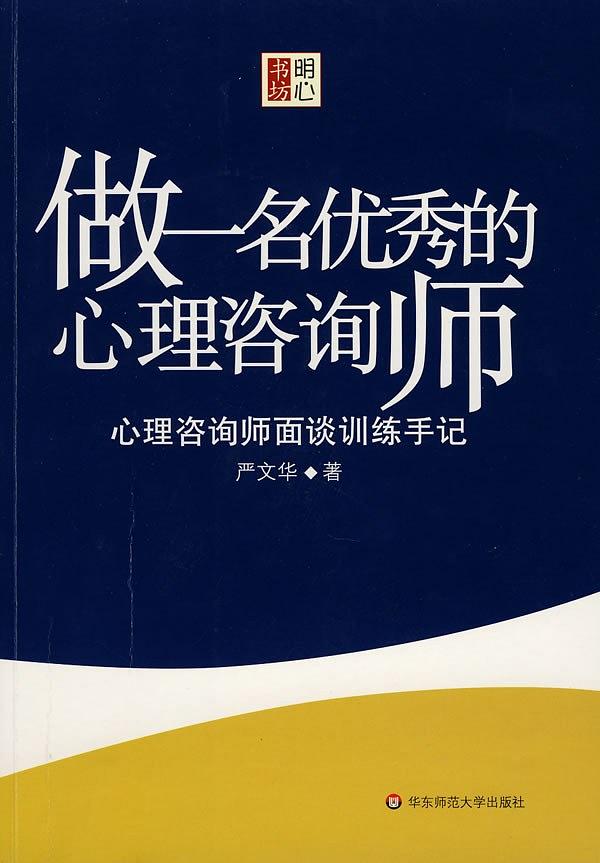 明心
书坊
做一名优秀的
心理咨询师
心理咨询师面谈训练手记
严文华◆著
华东师范大学出版社